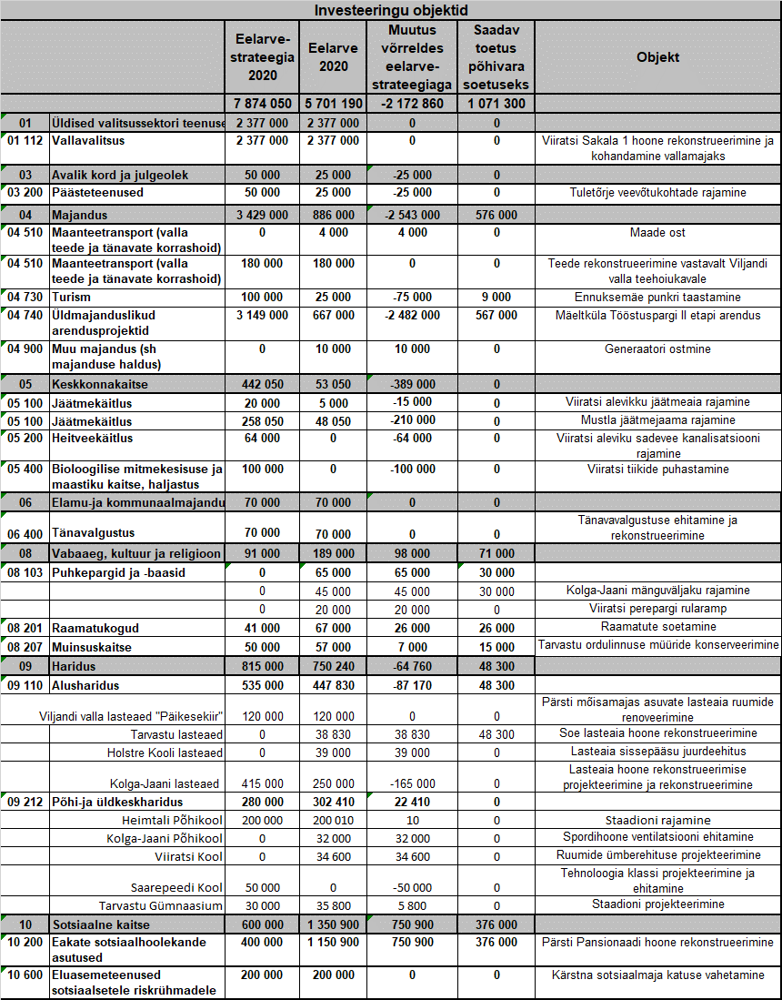 Investeeringu objektid
Eelarve-strateegia 2020 Eelarve 2020 Muutus võrreldes eelarve-strateegiaga Saadav toetus põhivara soetuseks Objekt
7 874 050 5 701 190 -2 172 860 1 071 300
01 Üldised valitsussektori teenuse 2 377 000 2 377 000 0 0
01 112 Vallavalitsus 2 377 000 2 377 000 0 0 Viiratsi Sakala 1 hoone rekonstrueerimine ja
kohandamine vallamajaks
03 Avalik kord ja julgeolek 50 000 25 000 -25 000 0
03 200 Päästeteenused 50 000 25 000 -25 000 0 Tuletõrje veevõtukohtade rajamine
04 Majandus 3 429 000 886 000 -2 543 000 576 000
04 510 Maanteetransport (valla 0 4 000 4 000 0 Maade ost
teede ja tänavate korrashoid)
04 510 Maanteetransport (valla 180 000 180 000 0 0 Teede rekonstrueerimine vastavalt Viljandi
teede ja tänavate korrashoid) valla teehoiukavale
04 730 Turism 100 000 25 000 -75 000 9 000 Ennuksemäe punkri taastamine
04 740 Üldmajanduslikud 3 149 000 667 000 -2 482 000 567 000 Mäeltküla Tööstuspargi II etapi arendus
arendusprojektid
04 900 Muu majandus (sh 0 10 000 10 000 0 Generaatori ostmine
majanduse haldus)
05 Keskkonnakaitse 442 050 53 050 -389 000 0
05 100 Jäätmekäitlus 20 000 5 000 -15 000 0 Viiratsi alevikku jäätmeaia rajamine
05 100 Jäätmekäitlus 258 050 48 050 -210 000 0 Mustla jäätmejaama rajamine
05 200 Heitveekäitlus 64 000 0 -64 000 0 Viiratsi aleviku sadevee kanalisatsiooni
rajamine
05 400 Bioloogilise mitmekesisuse ja 100 000 0 -100 000 0 Viiratsi tiikide puhastamine
maastiku kaitse, haljastus
06 Elamu-ja kommunaalmajandu 70 000 70 000 0 0
06 400 Tänavalgustus 70 000 70 000 0 0 Tänavavalgustuse ehitamine ja
rekonstrueerimine
08 Vabaaeg, kultuur ja religioon 91 000 189 000 98 000 71 000
08 103 Puhkepargid ja -baasid 0 65 000 65 000 30 000
0 45 000 45 000 30 000 Kolga-Jaani mänguväljaku rajamine
0 20 000 20 000 0 Viiratsi perepargi rularamp
08 201 Raamatukogud 41 000 67 000 26 000 26 000 Raamatute soetamine
08 207 Muinsuskaitse 50 000 57 000 7 000 15 000 Tarvastu ordulinnuse müüride konserveerimine
09 Haridus 815 000 750 240 -64 760 48 300
09 110 Alusharidus 535 000 447 830 -87 170 48 300
Viljandi valla lasteaed "Päikesekiir" 120 000 120 000 0 0 Pärsti mõisamajas asuvate lasteaia ruumide
renoveerimine
Tarvastu lasteaed 0 38 830 38 830 48 300 Soe lasteaia hoone rekonstrueerimine
Holstre Kooli lasteaed 0 39 000 39 000 0 Lasteaia sissepääsu juurdeehitus
Kolga-Jaani lasteaed 415 000 250 000 -165 000 0 Lasteaia hoone rekonstrueerimise
projekteerimine ja rekonstrueerimine
09 212 Põhi-ja üldkeskharidus 280 000 302 410 22 410 0
Heimtali Põhikool 200 000 200 010 10 0 Staadioni rajamine
Kolga-Jaani Põhikool 0 32 000 32 000 0 Spordihoone ventilatsiooni ehitamine
Viiratsi Kool 0 34 600 34 600 0 Ruumide ümberehituse projekteerimine
Saarepeedi Kool 50 000 0 -50 000 0 Tehnoloogia klassi projekteerimine ja
ehitamine
Tarvastu Gümnaasium 30 000 35 800 5 800 0 Staadioni projekteerimine
10 Sotsiaalne kaitse 600 000 1 350 900 750 900 376 000
10 200 Eakate sotsiaalhoolekande 400 000 1 150 900 750 900 376 000 Pärsti Pansionaadi hoone rekonstrueerimine
asutused
10 600 Eluasemeteenused 200 000 200 000 0 0 Kärstna sotsiaalmaja katuse vahetamine
sotsiaalsetele riskrühmadele